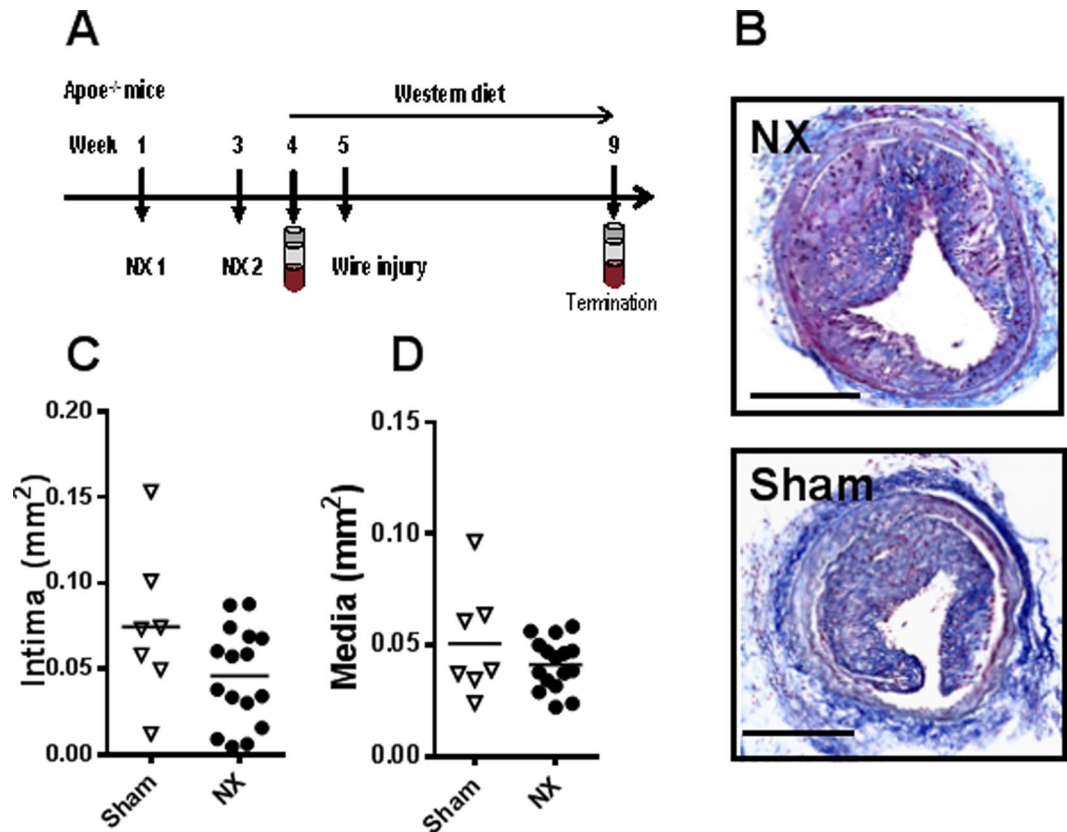 A
Apoe-/- mice
Western diet
Week 1 3 4 5 9
NX 1 NX 2 Wire injury
Termination
B
NX
Sham
C
Intima (mm²)
0.20
0.15
0.10
0.05
0.00
Sham NX
D
Media (mm²)
0.15
0.10
0.05
0.00
Sham NX